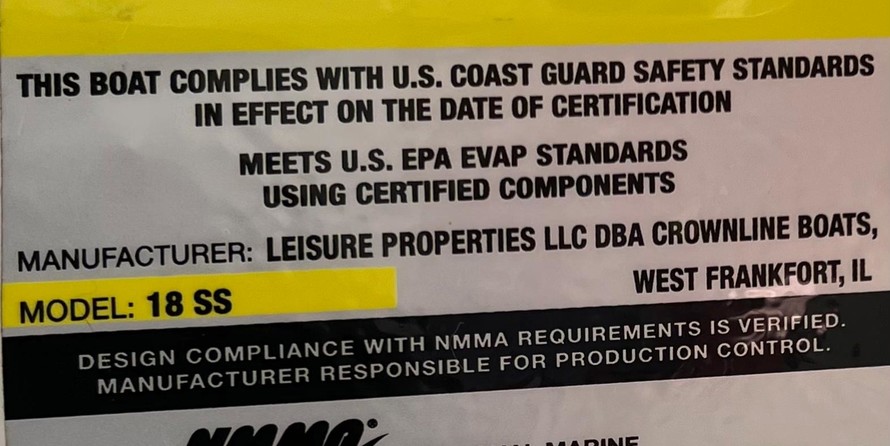 THIS BOAT COMPLIES WITH U.S. COAST GUARD SAFETY STANDARDS
IN EFFECT ON THE DATE OF CERTIFICATION
MEETS U.S. EPA EVAP STANDARDS
USING CERTIFIED COMPONENTS
MANUFACTURER: LEISURE PROPERTIES LLC DBA CROWNLINE BOATS,
WEST FRANKFORT, IL
MODEL: 18 SS
DESIGN COMPLIANCE WITH NMMA REQUIREMENTS IS VERIFIED.
MANUFACTURER RESPONSIBLE FOR PRODUCTION CONTROL.
NMMA MARINE